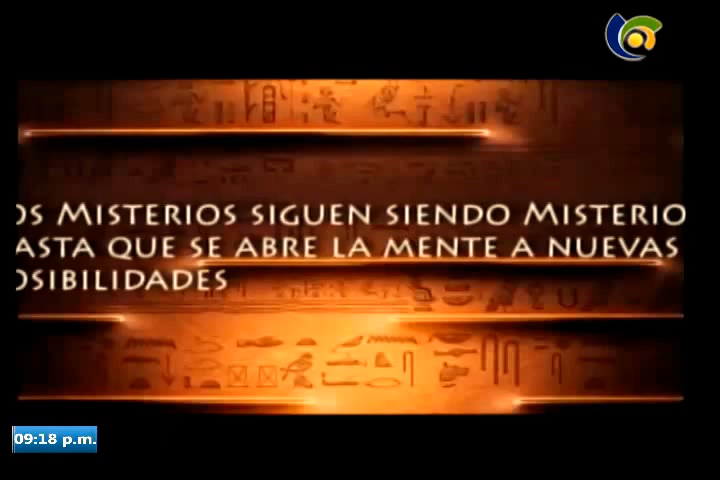 OS MISTERIOS SIGUEN SIENDO MISTERIO
ASTA QUE SE ABRE LA MENTE A NUEVAS
OSIBILIDADES
09:18 p.m.